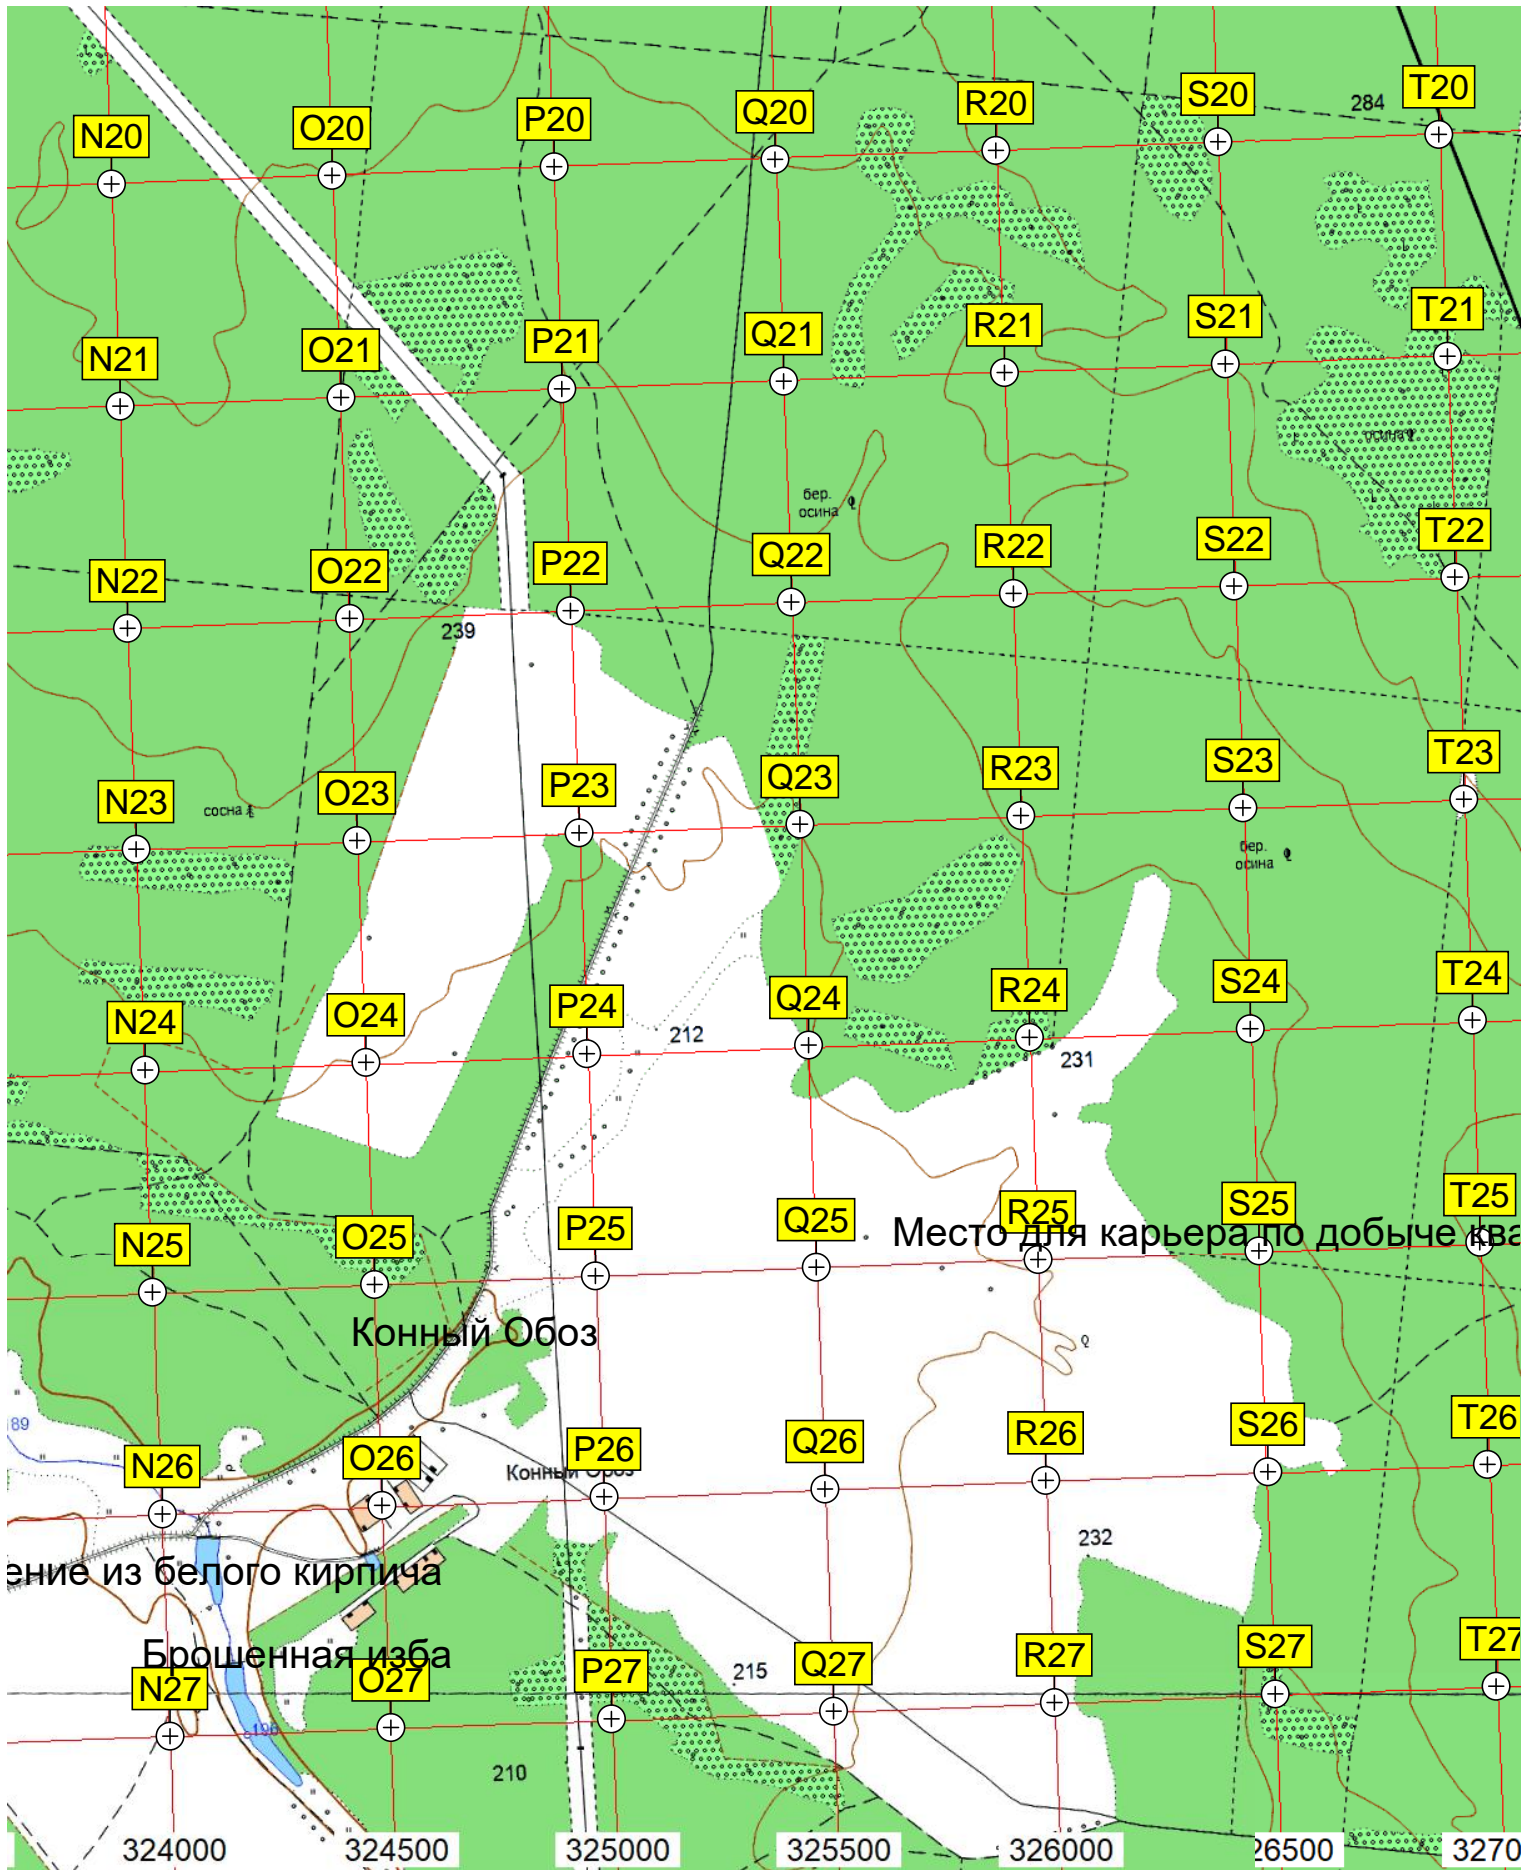 N20 O20 P20 Q20 R20 S20 284 T20
N21 O21 P21 Q21 R21 S21 T21
осина
бер.
осина
N22 O22 P22 Q22 R22 S22 T22
239
N23 O23 P23 Q23 R23 S23 T23
сосна
бер.
осина
N24 O24 P24 Q24 R24 S24 T24
212
231
N25 O25 P25 Q25 R25 S25 T25
Место для карьера по добыче ква
Конный Обоз
89
N26 O26 P26 Q26 R26 S26 T26
Конный Обоз
232
ение из белого кирпича
Брошенная изба
N27 O27 P27 215 Q27 R27 S27 T27
196
210
324000 324500 325000 325500 326000 26500 3270